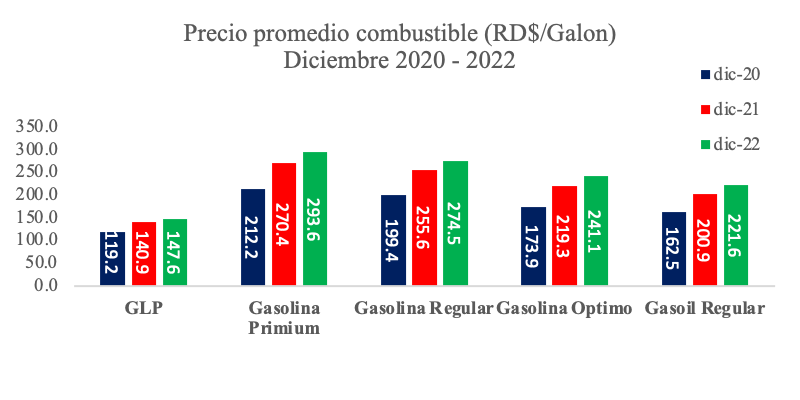 Precio promedio combustible (RD$/Galon)
Diciembre 2020 - 2022
dic-20
dic-21
dic-22
350.0
300.0
250.0
200.0
150.0
100.0
50.0
0.0
119.2
140.9
147.6
212.2
270.4
293.6
199.4
255.6
274.5
173.9
219.3
241.1
162.5
200.9
221.6
GLP
Gasolina
Primium
Gasolina Regular
Gasolina Optimo
Gasoil Regular